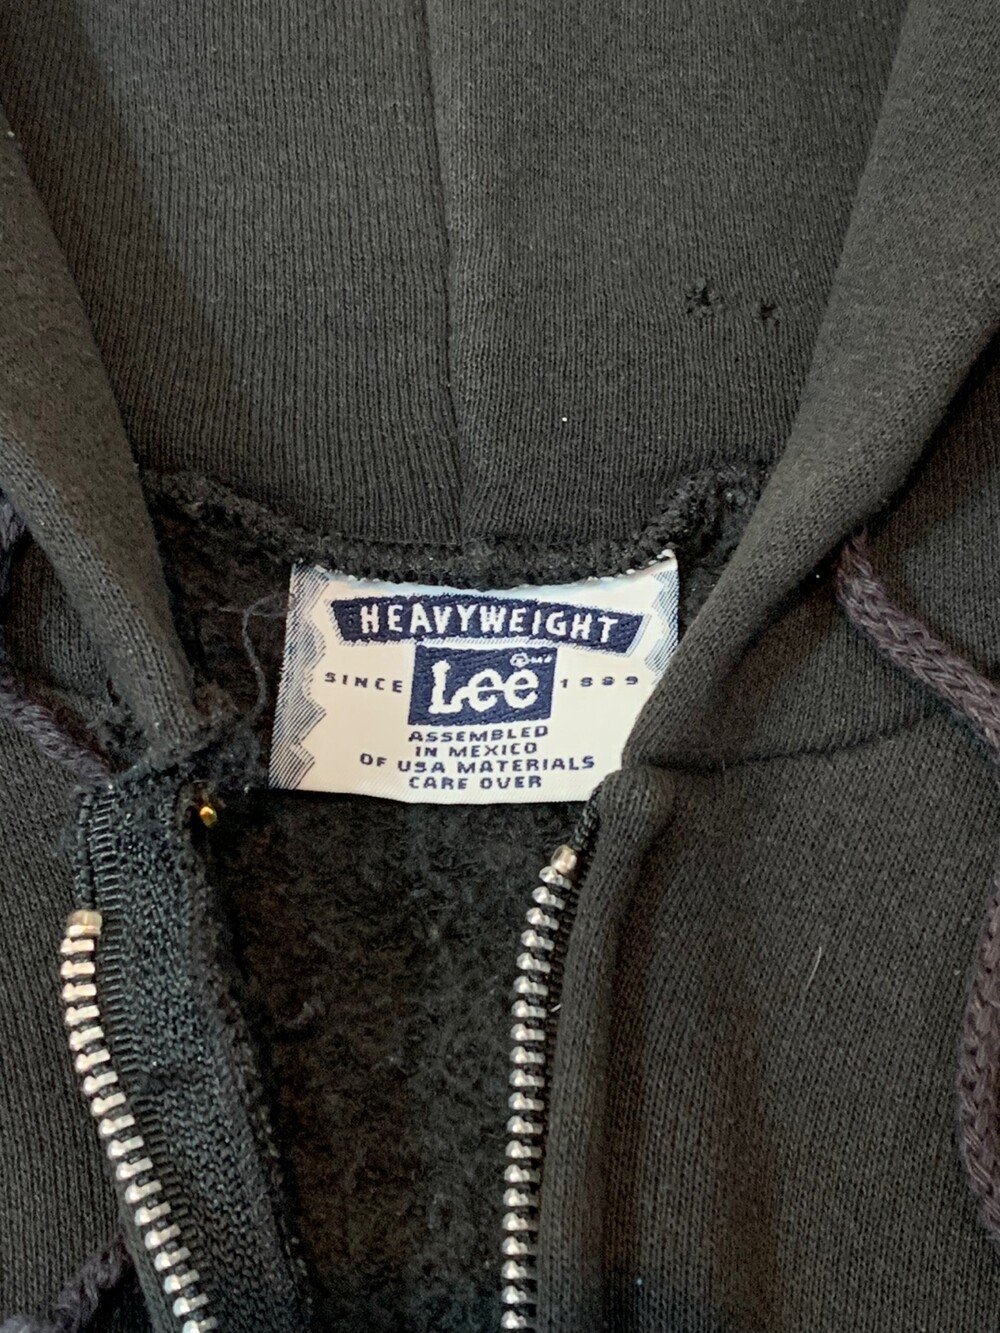 HEAVYWEIGHT
SINCE Lee ® M.R. 1889
ASSEMBLED
IN MEXICO
OF USA MATERIALS
CARE OVER